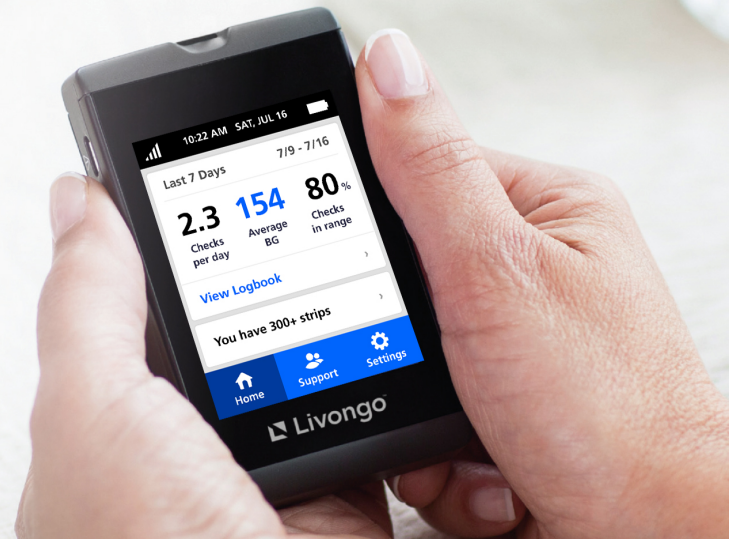 10:22 AM SAT, JUL 16
Last 7 Days 7/9 - 7/16
2.3 154 80%
Checks per day
Average BG
Checks in range
View Logbook
You have 300+ strips
Home Support Settings
Livongo